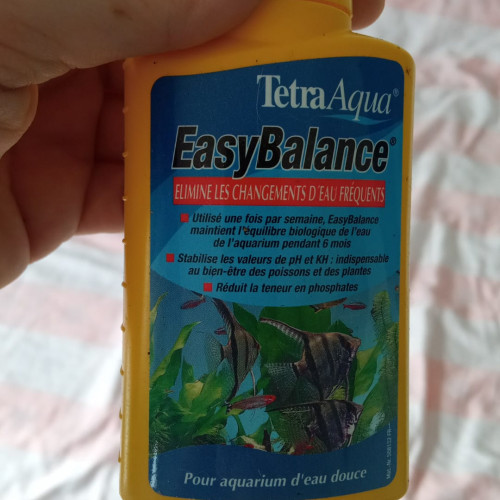 TetraAqua®
EasyBalance®
ELIMINE LES CHANGEMENTS D'EAU FRÉQUENTS
■ Utilisé une fois par semaine, EasyBalance
maintient l'équilibre biologique de l'eau
de l'aquarium pendant 6 mois
■ Stabilise les valeurs de pH et KH : indispensable
au bien-être des poissons et des plantes
■ Réduit la teneur en phosphates
Pour aquarium d'eau douce